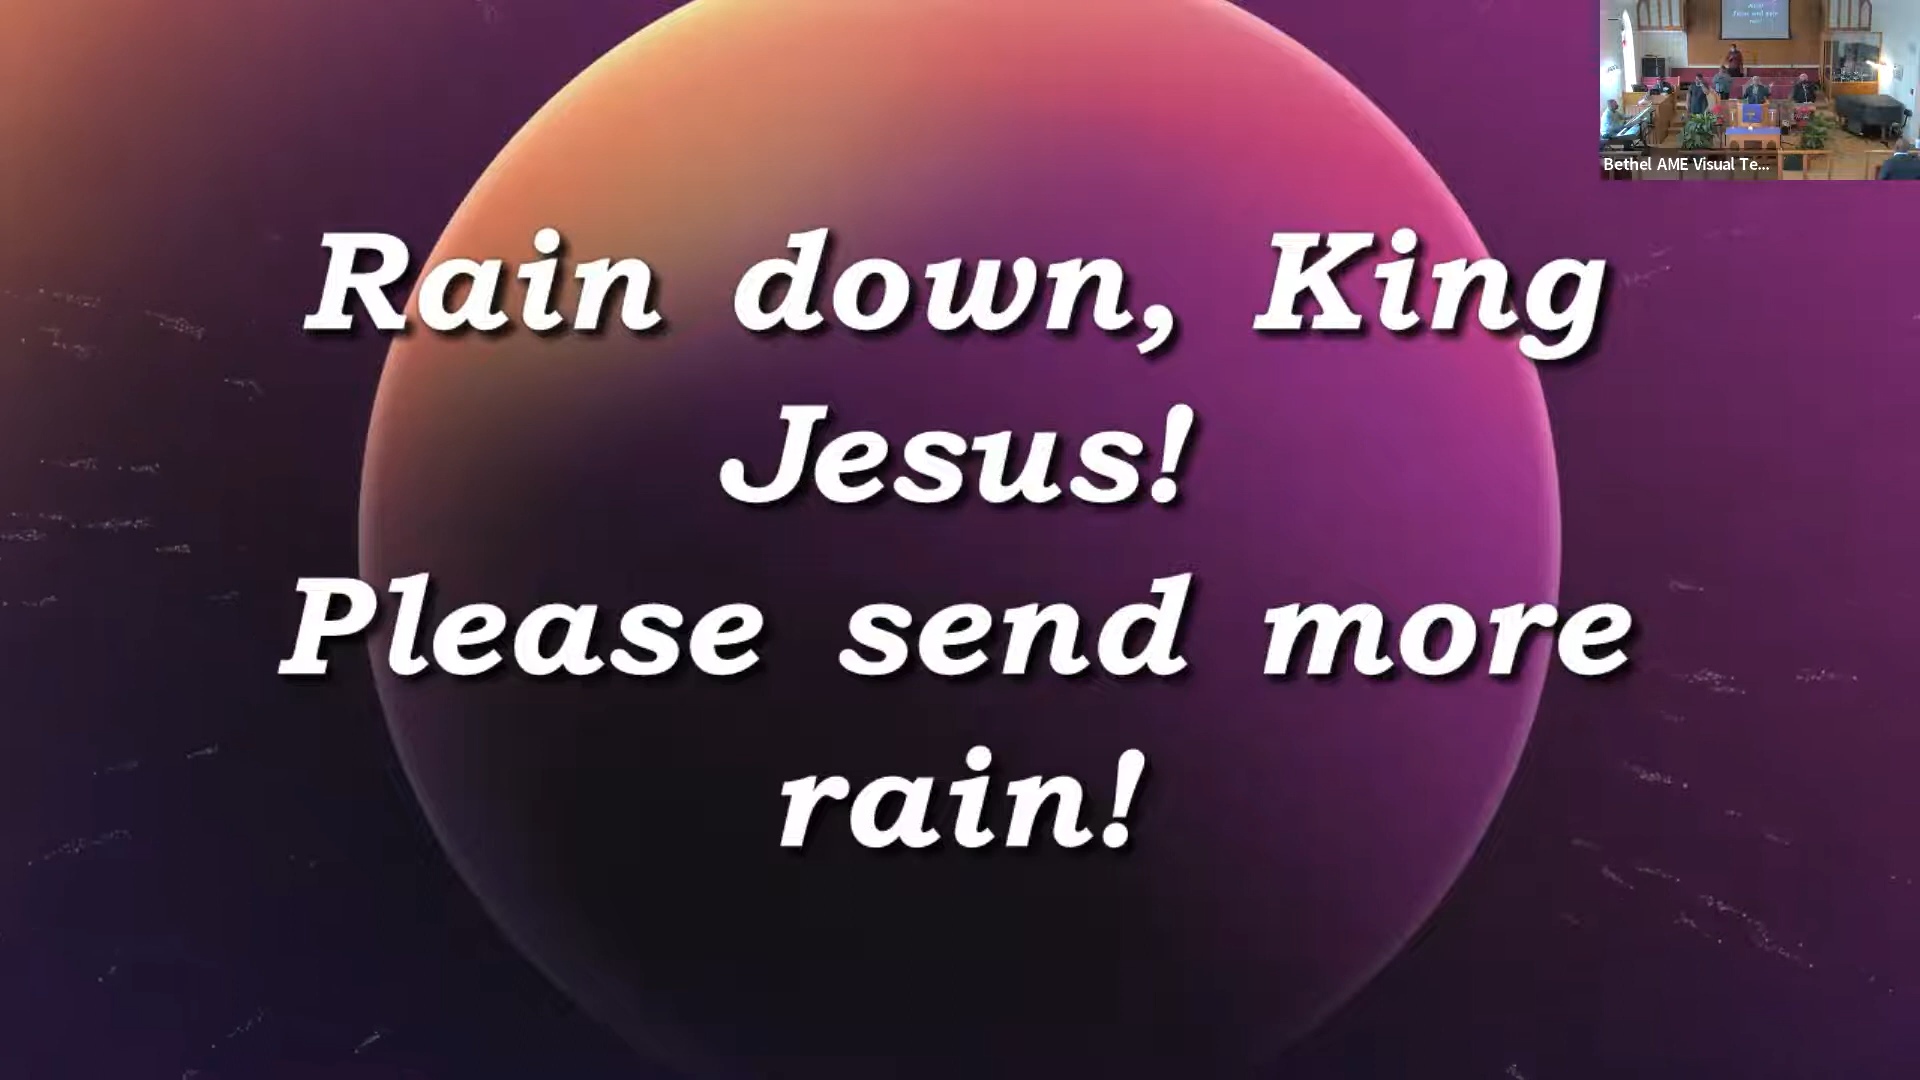 Rain down, King
Jesus!
Please send more
rain!
Bethel AME Visual Te...